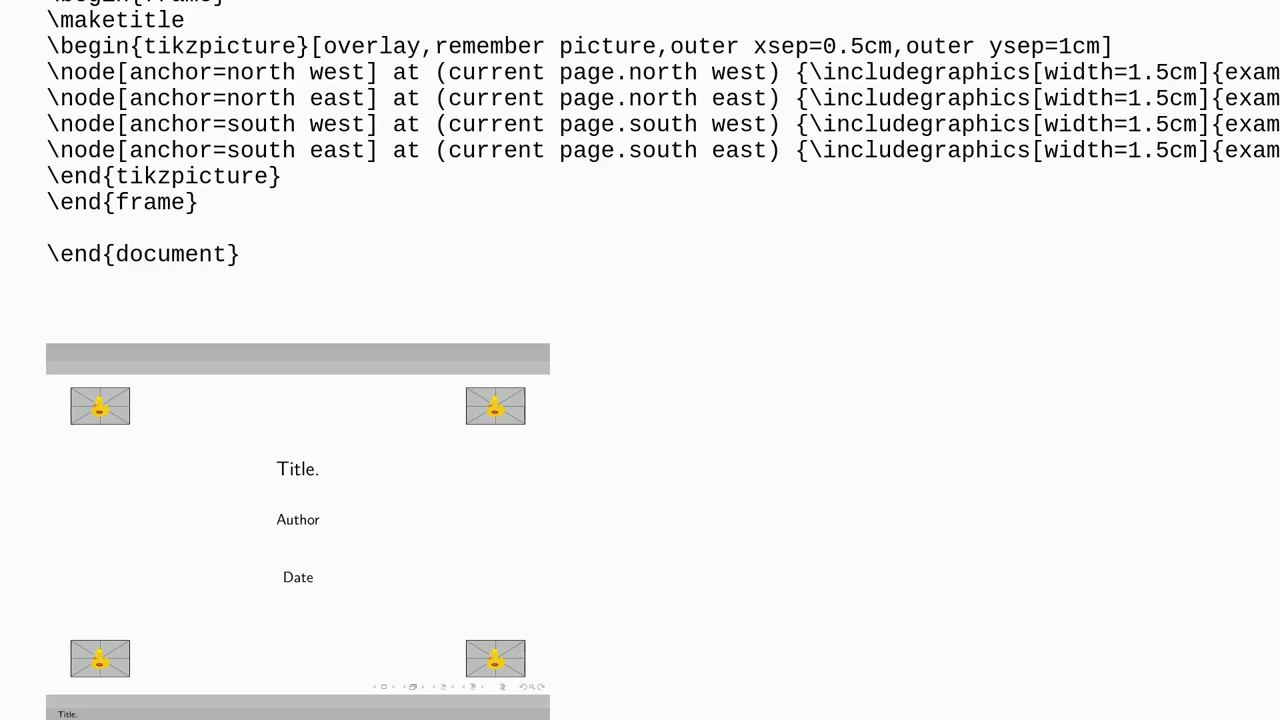 \begin{frame}
\maketitle
\begin{tikzpicture}[overlay,remember picture,outer xsep=0.5cm,outer ysep=1cm]
\node[anchor=north west] at (current page.north west) {\includegraphics[width=1.5cm]{exam
\node[anchor=north east] at (current page.north east) {\includegraphics[width=1.5cm]{exam
\node[anchor=south west] at (current page.south west) {\includegraphics[width=1.5cm]{exam
\node[anchor=south east] at (current page.south east) {\includegraphics[width=1.5cm]{exam
\end{tikzpicture}
\end{frame}
\end{document}
Title.
Author
Date
Title.